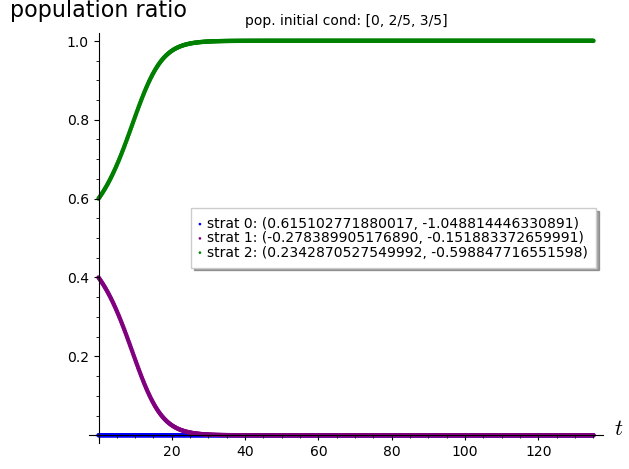 population ratio
pop. initial cond: [0, 2/5, 3/5]
1.0
0.8
0.6
strat 0: (0.615102771880017, -1.048814446330891)
strat 1: (-0.278389905176890, -0.151883372659991)
strat 2: (0.2342870527549992, -0.598847716551598)
0.4
0.2
t
20 40 60 80 100 120